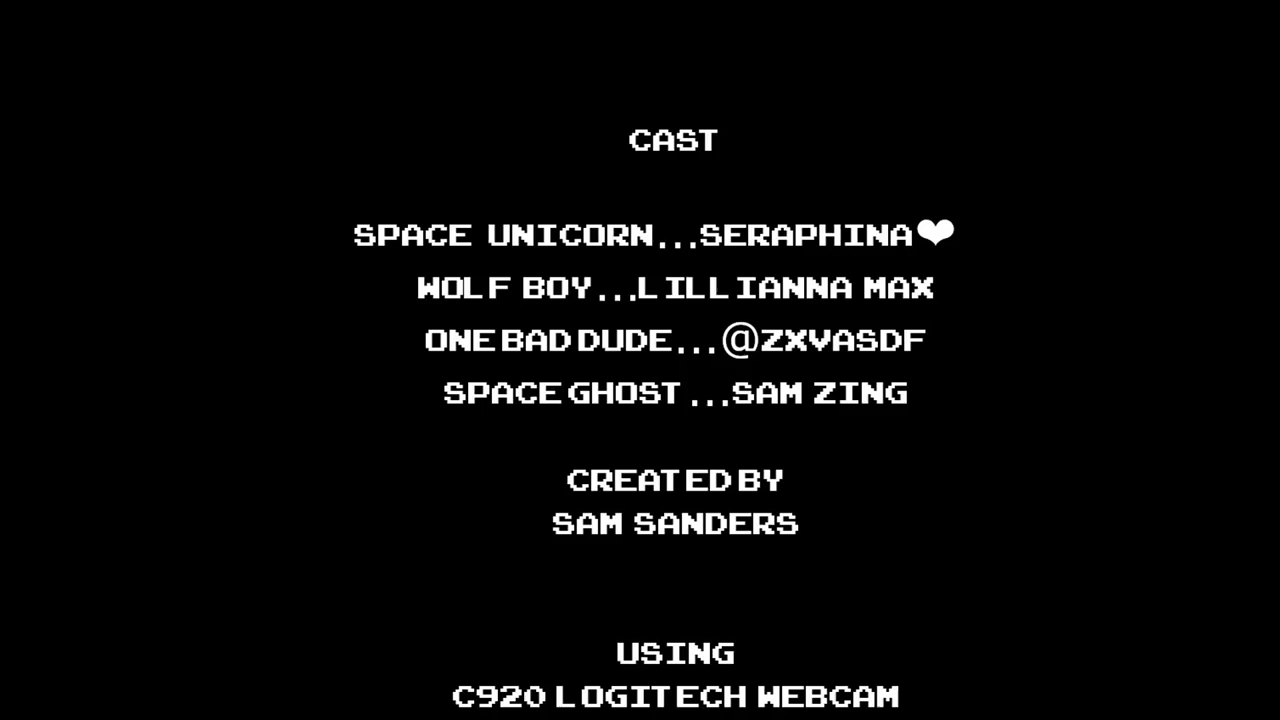 CAST
SPACE UNICORN...SERAPHINA❤
WOLF BOY...LILLIANNA MAX
ONE BAD DUDE...@ZXVASDF
SPACE GHOST ...SAM ZING
CREATED BY
SAM SANDERS
USING
C920 LOGITECH WEBCAM